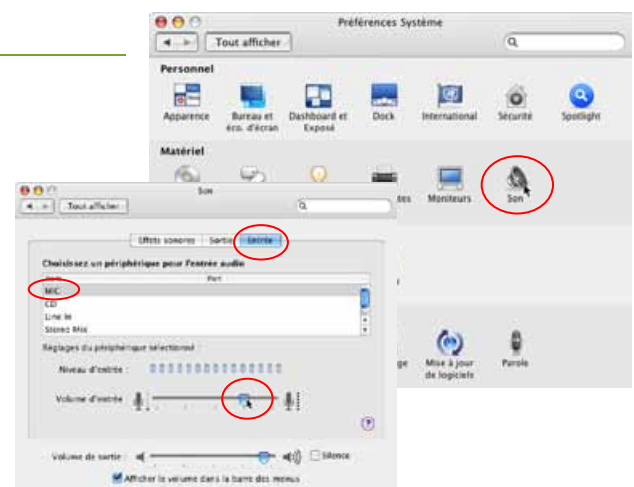 Préférences Système
Tout afficher
Personnel
Apparence
Bureau et éco. d'écran
Dashboard et Exposé
Dock
International
Sécurité
Spotlight
Matériel
Moniteurs
Son
Mise à jour de logiciels
Parole
Son
Tout afficher
Effets sonores
Sortie
Entrée
Choisissez un périphérique pour l'entrée audio
Nom
Port
MIC
CD
Line In
Stereo Mix
Réglages du périphérique sélectionné :
Niveau d'entrée :
Volume d'entrée
Volume de sortie :
Silence
Afficher le volume dans la barre des menus